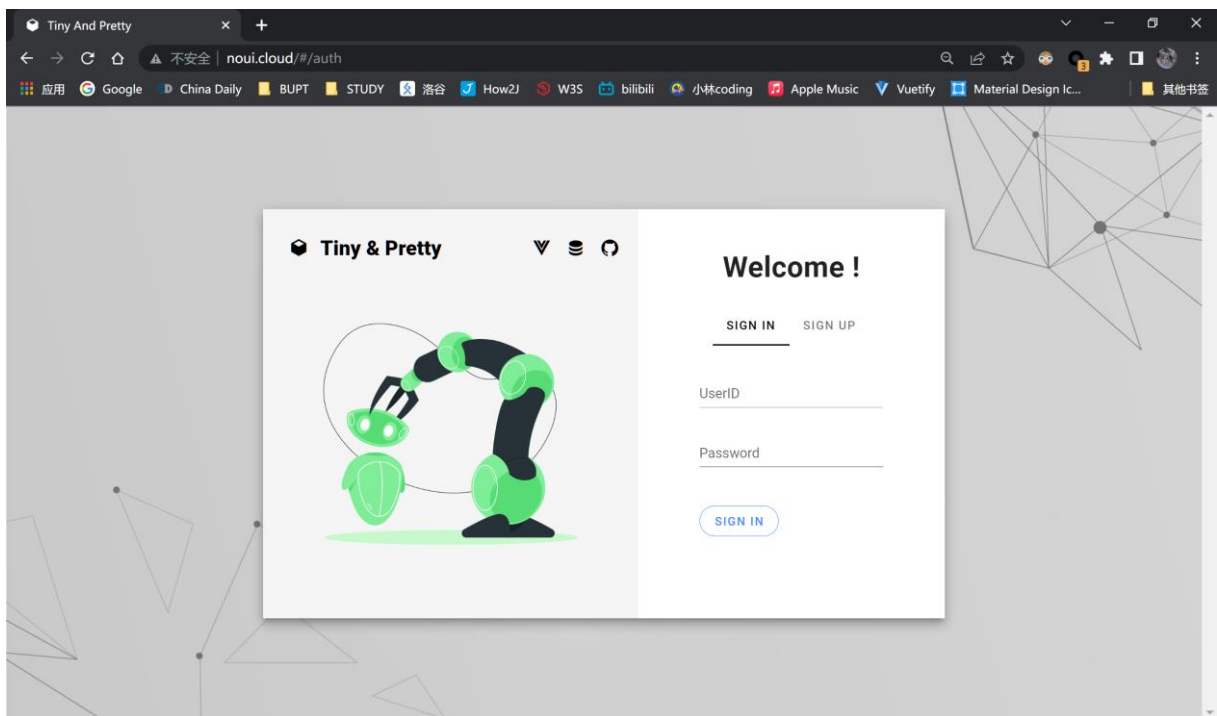 Tiny And Pretty
不安全 noui.cloud/#/auth
应用 Google China Daily BUPT STUDY 洛谷 How2J W3S bilibili 小林coding Apple Music Vuetify Material Design Ic... 其他书签
3
Tiny & Pretty
Welcome !
SIGN IN SIGN UP
UserID
Password
SIGN IN